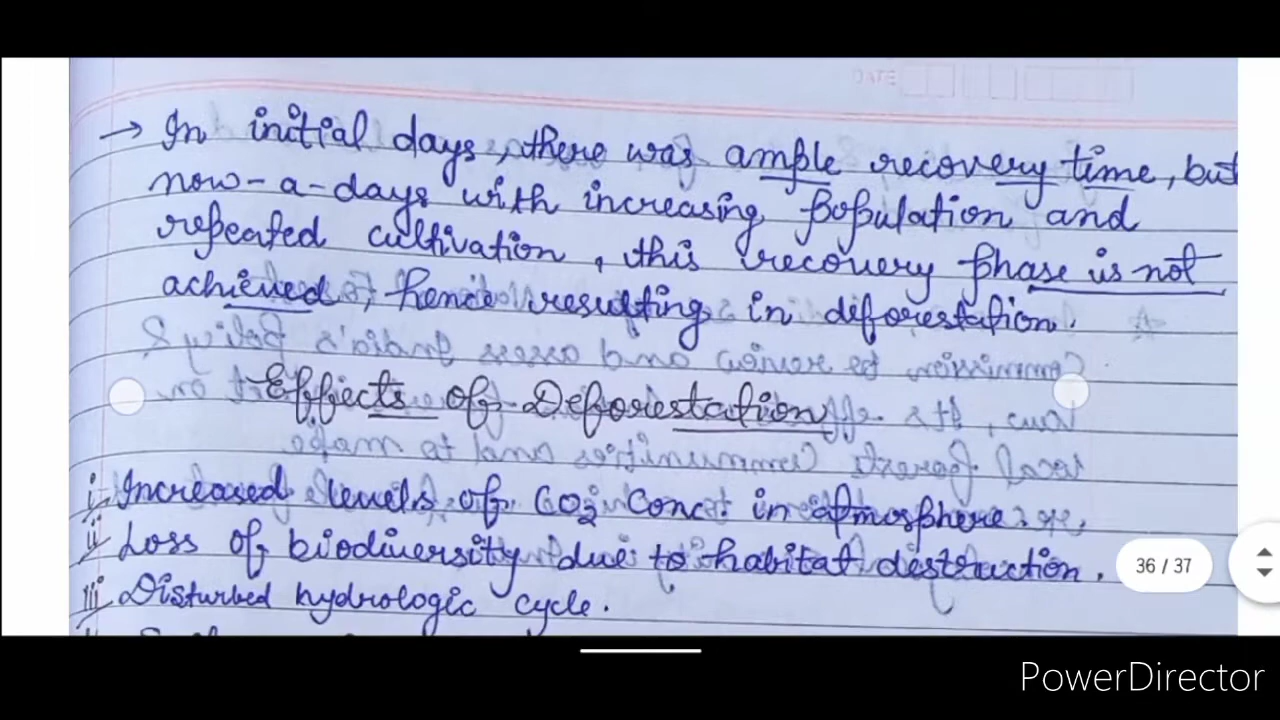 DATE
→ In initial days, there was ample recovery time, but
now-a-days with increasing population and
repeated cultivation, this recovery phase is not
achieved, hence resulting in deforestation.
Effects of Deforestation
i, Increased levels of CO2 Conc. in atmosphere.
ii, Loss of biodiversity due to habitat destruction.
36 / 37
iii, Disturbed hydrologic cycle.
PowerDirector